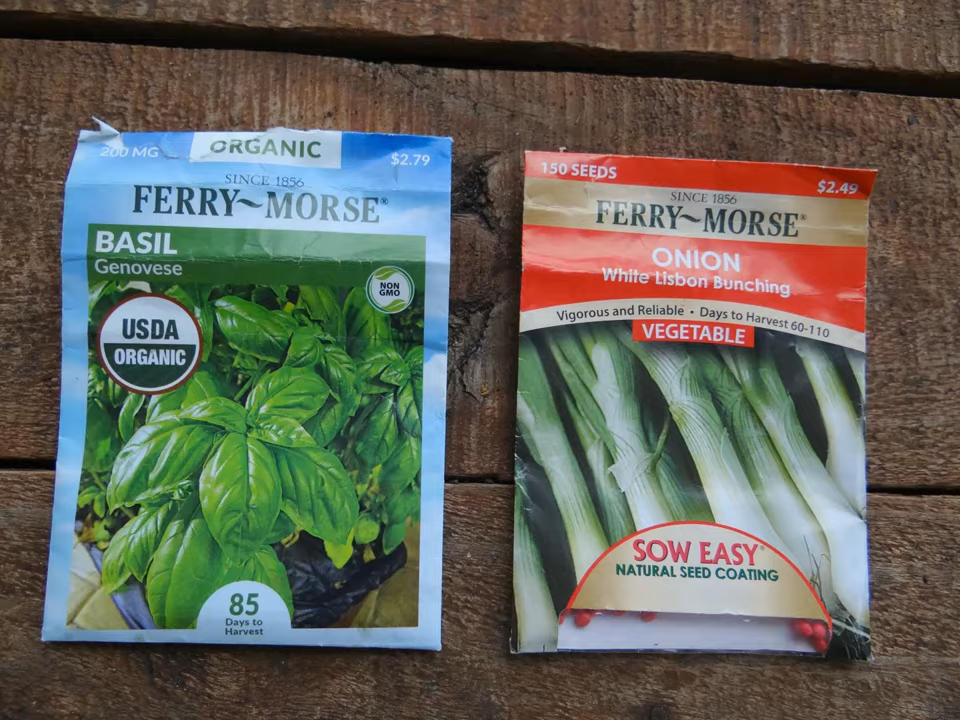 200 MG
ORGANIC
$2.79
SINCE 1856
FERRY~MORSE®
BASIL
Genovese
NON
GMO
USDA
ORGANIC
85
Days to
Harvest
150 SEEDS
$2.49
SINCE 1856
FERRY~MORSE®
ONION
White Lisbon Bunching
Vigorous and Reliable • Days to Harvest 60-110
VEGETABLE
SOW EASY®
NATURAL SEED COATING